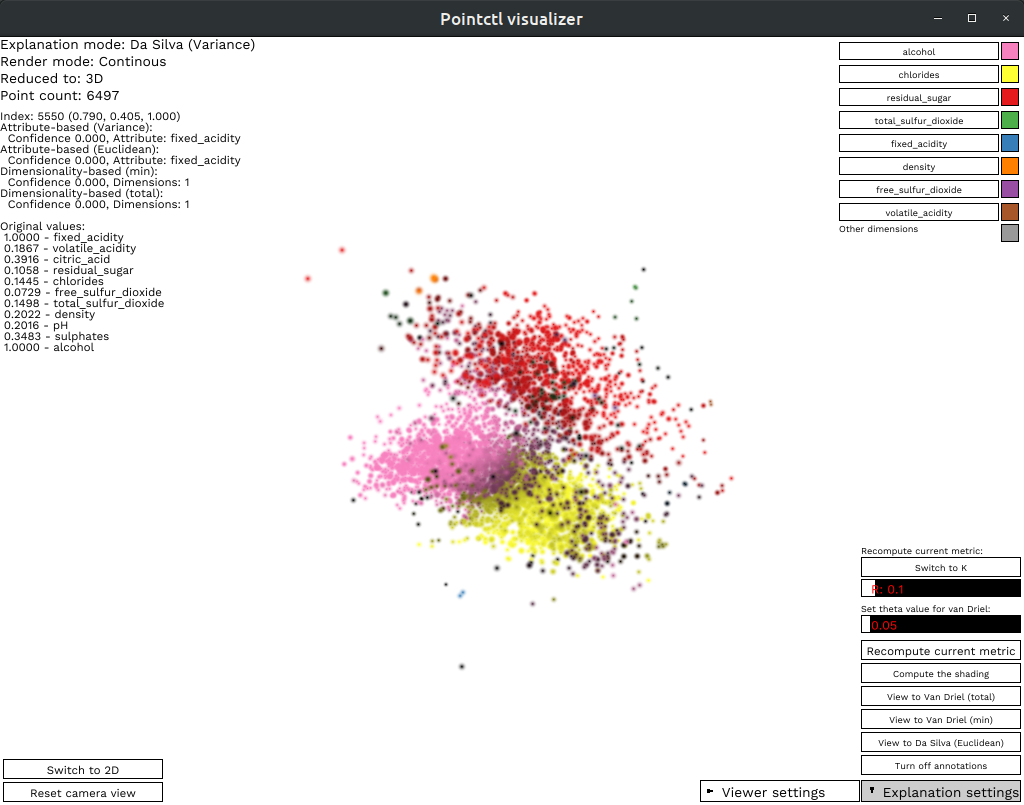 Pointctl visualizer
Explanation mode: Da Silva (Variance)
Render mode: Continous
Reduced to: 3D
Point count: 6497
Index: 5550 (0.790, 0.405, 1.000)
Attribute-based (Variance):
Confidence 0.000, Attribute: fixed_acidity
Attribute-based (Euclidean):
Confidence 0.000, Attribute: fixed_acidity
Dimensionality-based (min):
Confidence 0.000, Dimensions: 1
Dimensionality-based (total):
Confidence 0.000, Dimensions: 1
Original values:
1.0000 - fixed_acidity
0.1867 - volatile_acidity
0.3916 - citric_acid
0.1058 - residual_sugar
0.1445 - chlorides
0.0729 - free_sulfur_dioxide
0.1498 - total_sulfur_dioxide
0.2022 - density
0.2016 - pH
0.3483 - sulphates
1.0000 - alcohol
alcohol
chlorides
residual_sugar
total_sulfur_dioxide
fixed_acidity
density
free_sulfur_dioxide
volatile_acidity
Other dimensions
Recompute current metric:
Switch to K
R: 0.1
Set theta value for van Driel:
0.05
Recompute current metric
Compute the shading
View to Van Driel (total)
View to Van Driel (min)
View to Da Silva (Euclidean)
Turn off annotations
Switch to 2D
Reset camera view
Viewer settings
Explanation settings